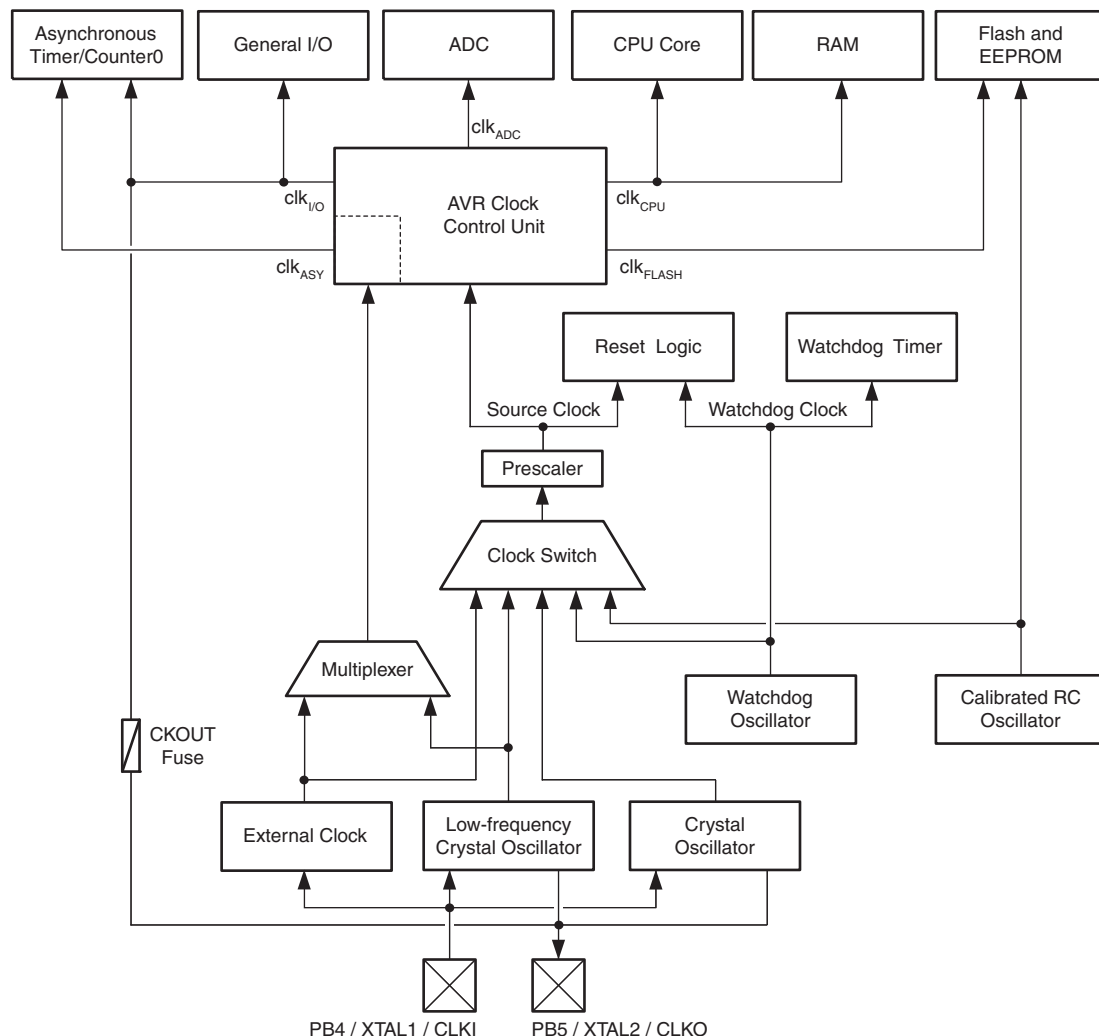 Asynchronous
Timer/Counter0
General I/O
ADC
CPU Core
RAM
Flash and
EEPROM
clkADC
AVR Clock
Control Unit
clkI/O
clkCPU
clkASY
clkFLASH
Reset Logic
Watchdog Timer
Source Clock
Watchdog Clock
Prescaler
Clock Switch
Multiplexer
Watchdog
Oscillator
Calibrated RC
Oscillator
CKOUT
Fuse
External Clock
Low-frequency
Crystal Oscillator
Crystal
Oscillator
PB4 / XTAL1 / CLKI
PB5 / XTAL2 / CLKO